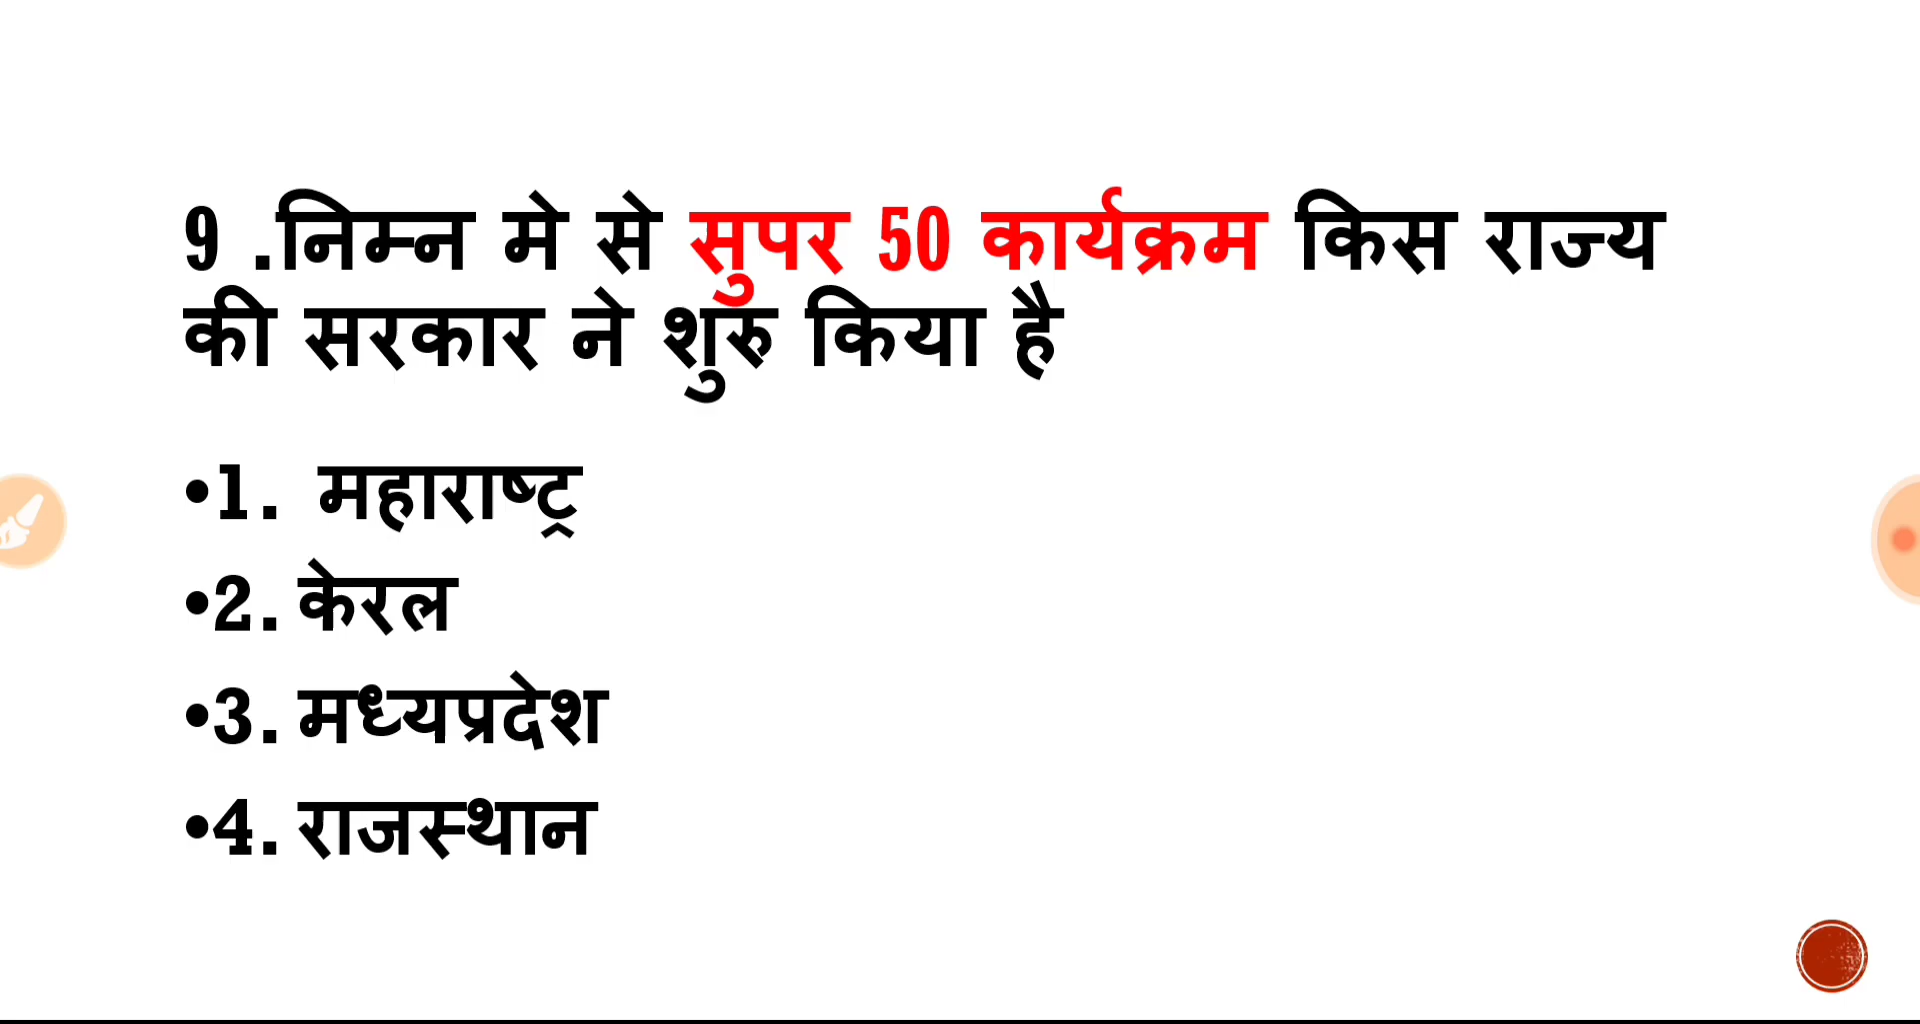 9 .निम्न मे से सुपर 50 कार्यक्रम किस राज्य
की सरकार ने शुरु किया है
•1. महाराष्ट्र
•2. केरल
•3. मध्यप्रदेश
•4. राजस्थान